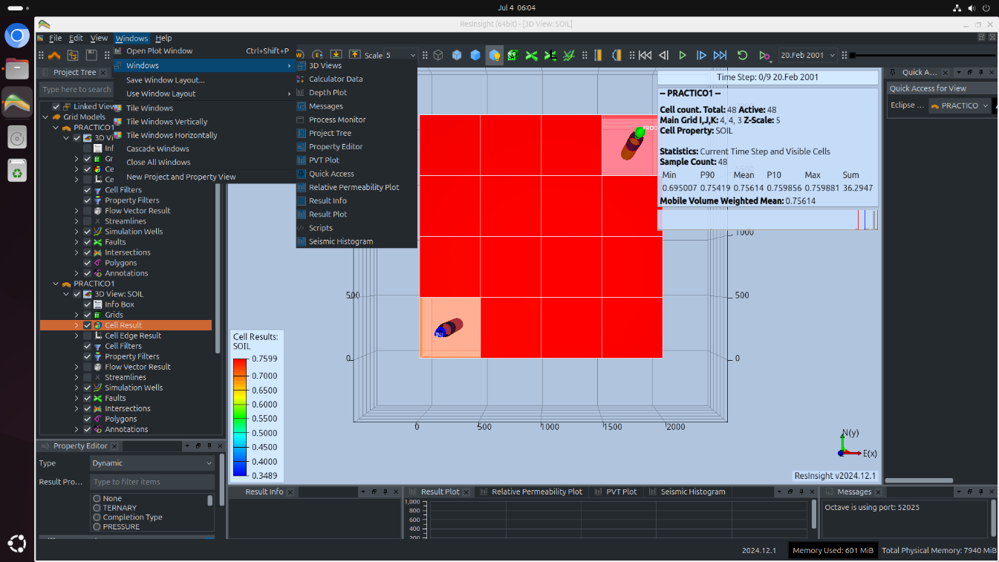 Jul 4 06:04
ResInsight (64bit) - [3D View: SOIL]
File Edit View Windows Help
Open Plot Window Ctrl+Shift+P
Windows
Save Window Layout...
Use Window Layout
Tile Windows
Tile Windows Vertically
Tile Windows Horizontally
Cascade Windows
Close All Windows
New Project and Property View
3D Views
Calculator Data
Depth Plot
Messages
Process Monitor
Project Tree
Property Editor
PVT Plot
Quick Access
Relative Permeability Plot
Result Info
Result Plot
Scripts
Seismic Histogram
Scale 5
20.Feb 2001
Project Tree
Type here to search
Linked View
Grid Models
PRACTICO1
3D Vi
Inf
Gr
Ce
Ce
Cell Filters
Property Filters
Flow Vector Result
Streamlines
Simulation Wells
Faults
Intersections
Polygons
Annotations
PRACTICO1
3D View: SOIL
Info Box
Grids
Cell Result
Cell Edge Result
Cell Filters
Property Filters
Flow Vector Result
Streamlines
Simulation Wells
Faults
Intersections
Polygons
Annotations
Property Editor
Type Dynamic
Result Pro... Type to filter items
None
TERNARY
Completion Type
PRESSURE
Time Step: 0/9 20.Feb 2001
-- PRACTICO1 --
Cell count. Total: 48 Active: 48
Main Grid I,J,K: 4, 4, 3 Z-Scale: 5
Cell Property: SOIL
Statistics: Current Time Step and Visible Cells
Sample Count: 48
Min P90 Mean P10 Max Sum
0.695007 0.75419 0.75614 0.759856 0.759881 36.2947
Mobile Volume Weighted Mean: 0.75614
PROD
INJ
1000
500
500
0
0
0 500 1000 1500 2000
Cell Results:
SOIL
0.7599
0.7000
0.6500
0.6000
0.5500
0.5000
0.4500
0.4000
0.3489
N(y)
E(x)
ResInsight v2024.12.1
Quick A...
Quick Access for View
Eclipse ... PRACTICO
Result Info
Result Plot
Relative Permeability Plot
PVT Plot
Seismic Histogram
1,000
800
600
400
200
Messages
Octave is using port: 52025
2024.12.1 Memory Used: 601 MiB Total Physical Memory: 7940 MiB